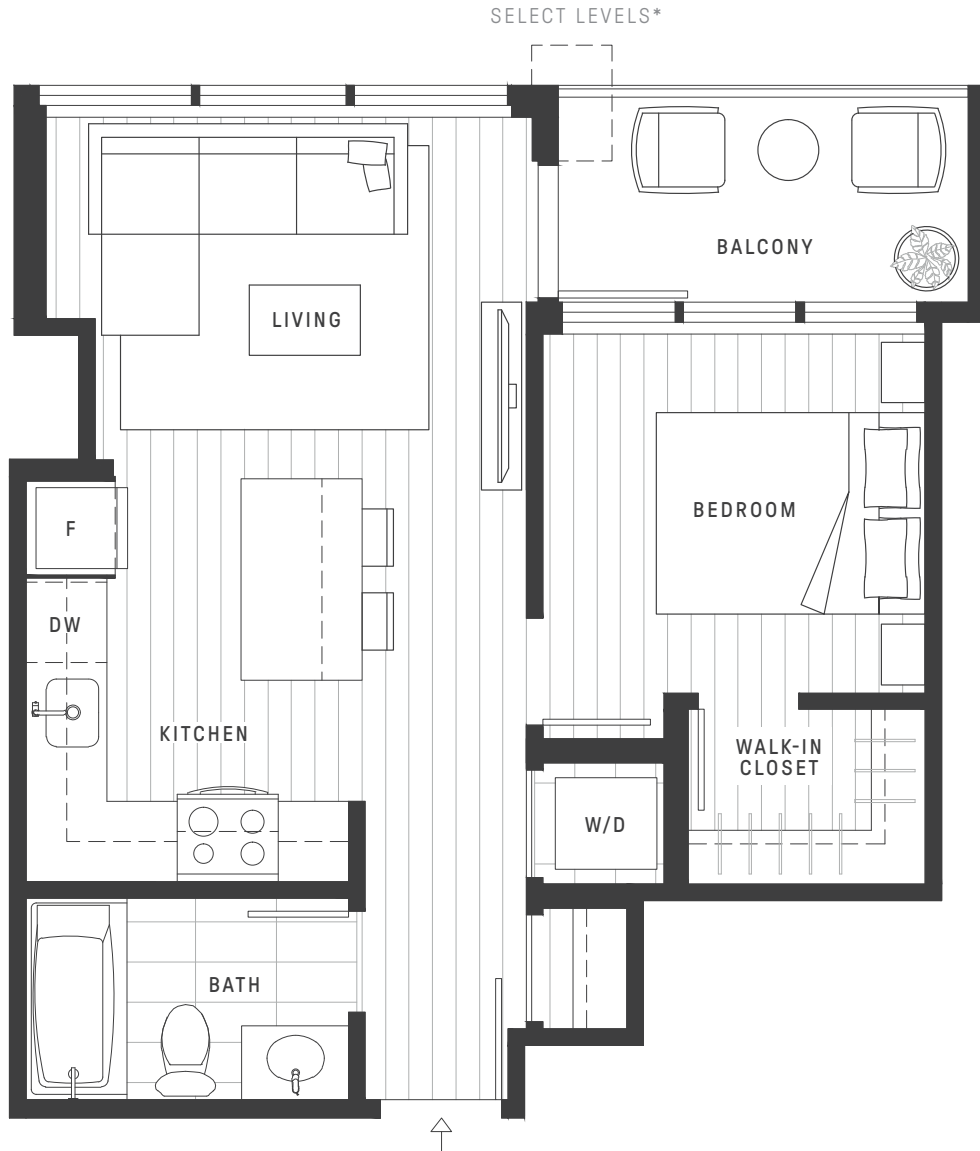 SELECT LEVELS*
BALCONY
LIVING
F
BEDROOM
DW
KITCHEN
WALK-IN
CLOSET
W/D
BATH